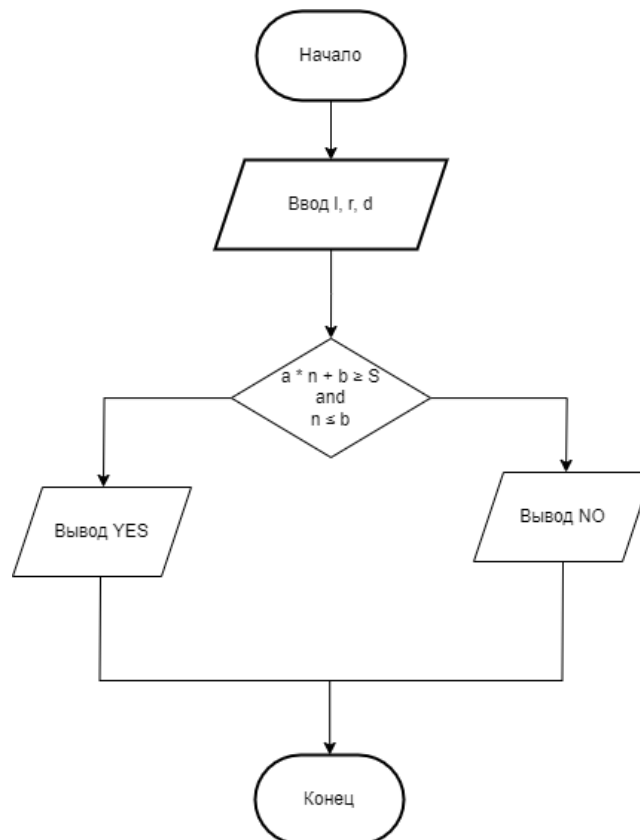 Начало
Ввод l, r, d
a * n + b ≥ S
and
n ≤ b
Вывод YES
Вывод NO
Конец